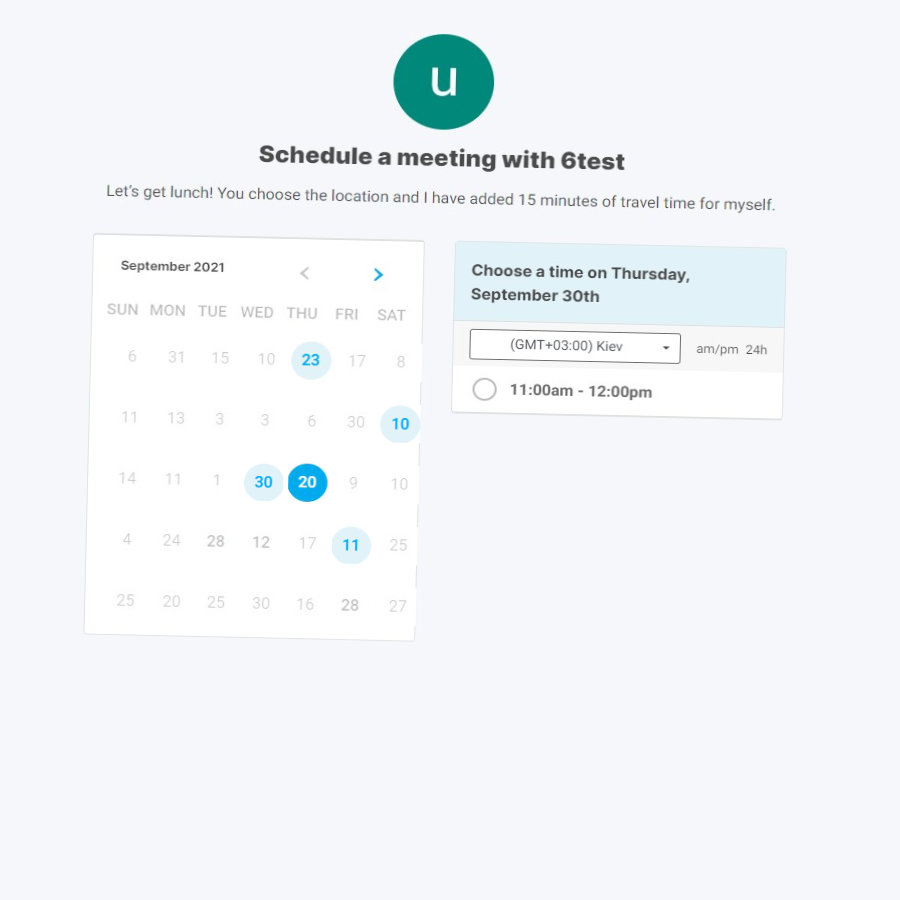 u
Schedule a meeting with 6test
Let's get lunch! You choose the location and I have added 15 minutes of travel time for myself.
September 2021
SUN MON TUE WED THU FRI SAT
6 31 15 10 23 17 8
11 13 3 3 6 30 10
14 11 1 30 20 9 10
4 24 28 12 17 11 25
25 20 25 30 16 28 27
Choose a time on Thursday,
September 30th
(GMT+03:00) Kiev am/pm 24h
11:00am - 12:00pm